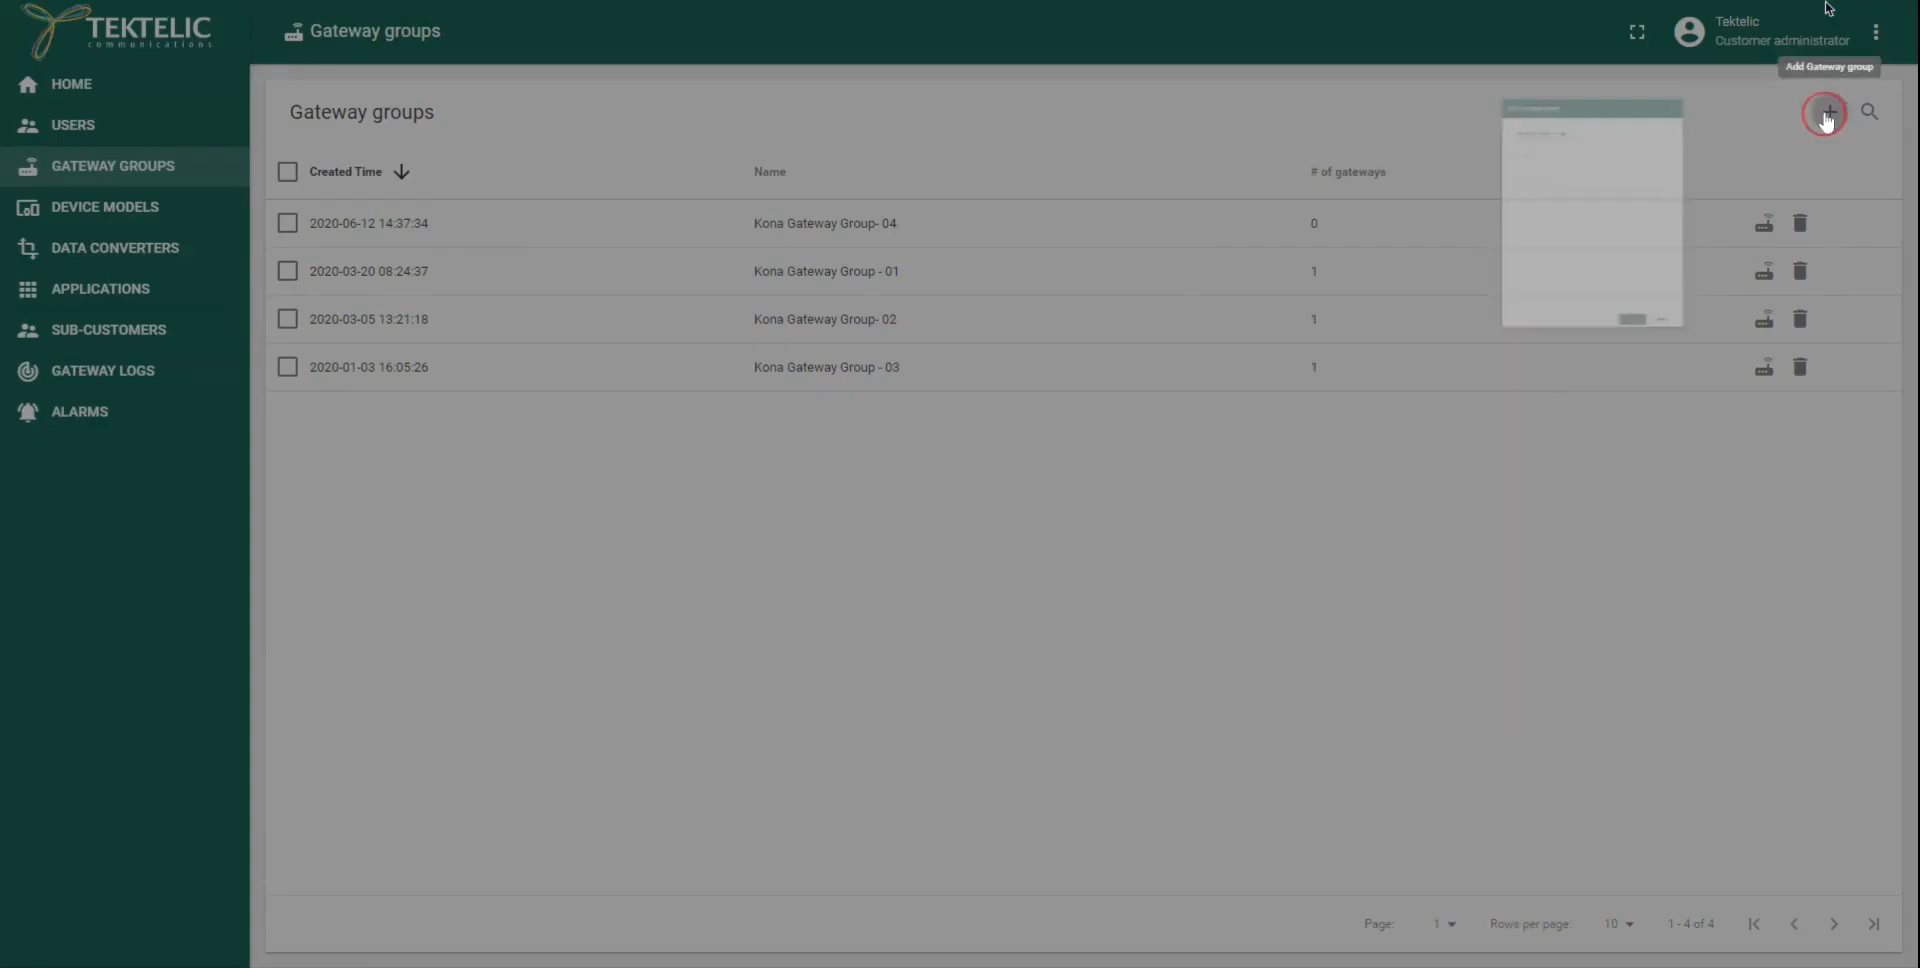 TEKTELIC
communications
Gateway groups
Tektelic
Customer administrator
Add Gateway group
HOME
USERS
GATEWAY GROUPS
DEVICE MODELS
DATA CONVERTERS
APPLICATIONS
SUB-CUSTOMERS
GATEWAY LOGS
ALARMS
Gateway groups
Created Time Name # of gateways
2020-06-12 14:37:34 Kona Gateway Group- 04 0
2020-03-20 08:24:37 Kona Gateway Group - 01 1
2020-03-05 13:21:18 Kona Gateway Group- 02 1
2020-01-03 16:05:26 Kona Gateway Group - 03 1
Page: 1 Rows per page: 10 1 - 4 of 4